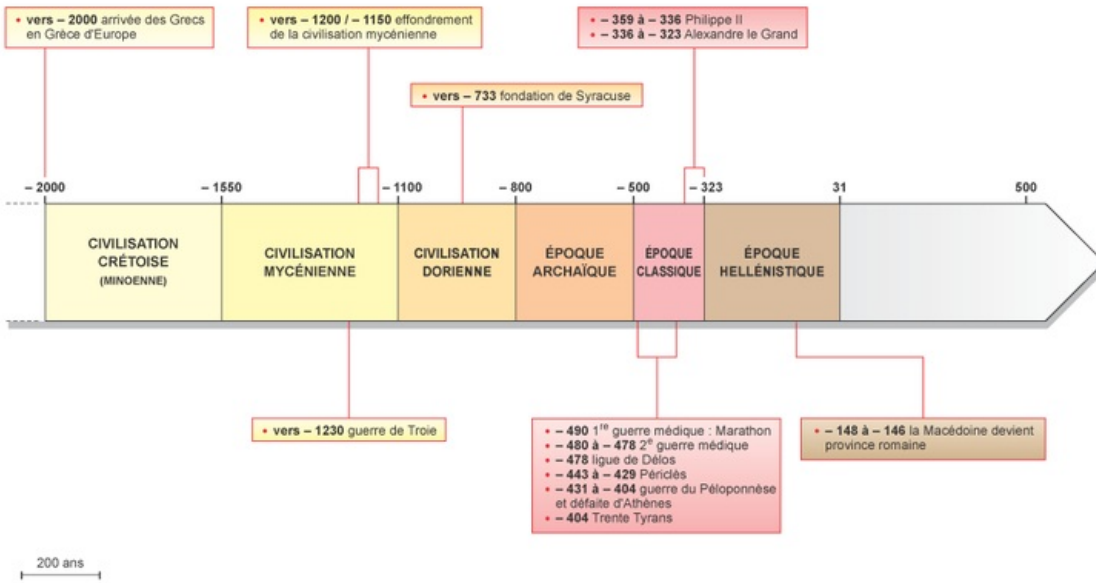 • vers – 2000 arrivée des Grecs
en Grèce d'Europe
• vers – 1200 / – 1150 effondrement
de la civilisation mycénienne
• – 359 à – 336 Philippe II
• – 336 à – 323 Alexandre le Grand
• vers – 733 fondation de Syracuse
– 2000
– 1550
– 1100
– 800
– 500
– 323
31
500
CIVILISATION
CRÉTOISE
(MINOENNE)
CIVILISATION
MYCÉNIENNE
CIVILISATION
DORIENNE
ÉPOQUE
ARCHAÏQUE
ÉPOQUE
CLASSIQUE
ÉPOQUE
HELLÉNISTIQUE
• vers – 1230 guerre de Troie
• – 490 1re guerre médique : Marathon
• – 480 à – 478 2e guerre médique
• – 478 ligue de Délos
• – 443 à – 429 Périclès
• – 431 à – 404 guerre du Péloponnèse
et défaite d'Athènes
• – 404 Trente Tyrans
• – 148 à – 146 la Macédoine devient
province romaine
200 ans